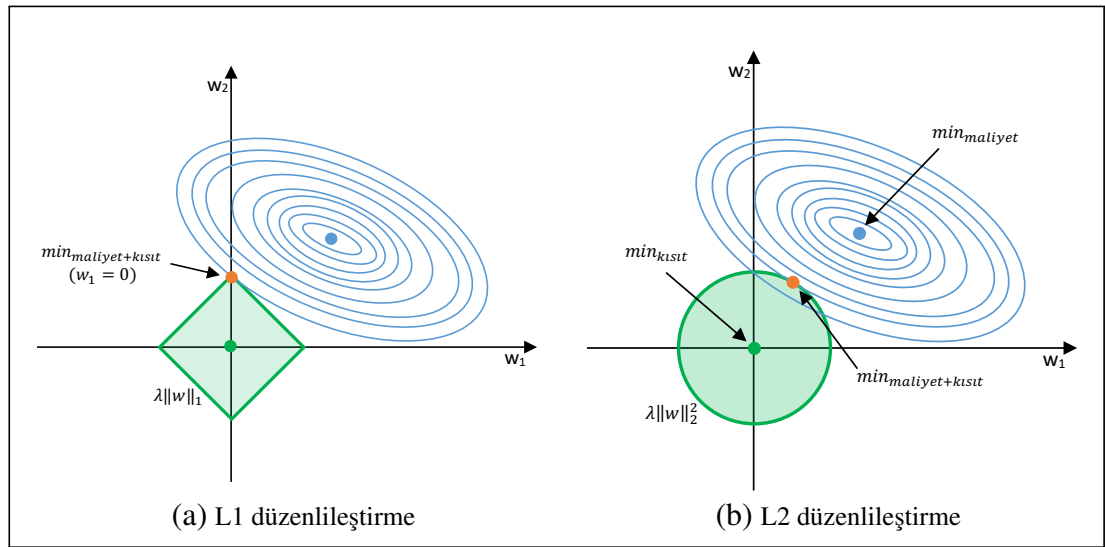 w₂
min_maliyet+kısıt
(w₁ = 0)
w₁
λ‖w‖₁
(a) L1 düzenlileştirme
w₂
min_maliyet
min_kısıt
w₁
min_maliyet+kısıt
λ‖w‖₂²
(b) L2 düzenlileştirme